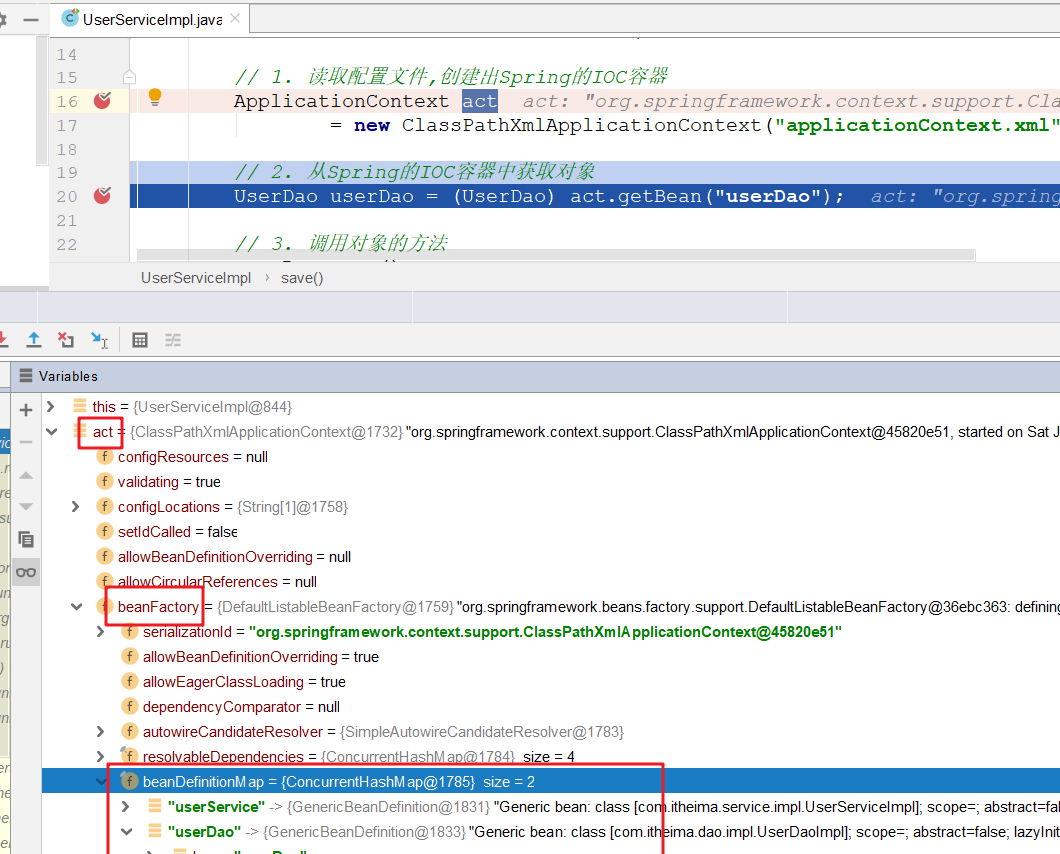 UserServiceImpl.java
14
15 // 1. 读取配置文件,创建出Spring的IOC容器
16 ApplicationContext act act: "org.springframework.context.support.Cla
17 = new ClassPathXmlApplicationContext("applicationContext.xml"
18
19 // 2. 从Spring的IOC容器中获取对象
20 UserDao userDao = (UserDao) act.getBean("userDao"); act: "org.spring
21
22 // 3. 调用对象的方法
UserServiceImpl › save()
Variables
this = {UserServiceImpl@844}
act = {ClassPathXmlApplicationContext@1732} "org.springframework.context.support.ClassPathXmlApplicationContext@45820e51, started on Sat J
f configResources = null
f validating = true
f configLocations = {String[1]@1758}
f setIdCalled = false
f allowBeanDefinitionOverriding = null
f allowCircularReferences = null
f beanFactory = {DefaultListableBeanFactory@1759} "org.springframework.beans.factory.support.DefaultListableBeanFactory@36ebc363: defining
f serializationId = "org.springframework.context.support.ClassPathXmlApplicationContext@45820e51"
f allowBeanDefinitionOverriding = true
f allowEagerClassLoading = true
f dependencyComparator = null
f autowireCandidateResolver = {SimpleAutowireCandidateResolver@1783}
f resolvableDependencies = {ConcurrentHashMap@1784} size = 4
f beanDefinitionMap = {ConcurrentHashMap@1785} size = 2
"userService" -> {GenericBeanDefinition@1831} "Generic bean: class [com.itheima.service.impl.UserServiceImpl]; scope=; abstract=fal
"userDao" -> {GenericBeanDefinition@1833} "Generic bean: class [com.itheima.dao.impl.UserDaoImpl]; scope=; abstract=false; lazyInit